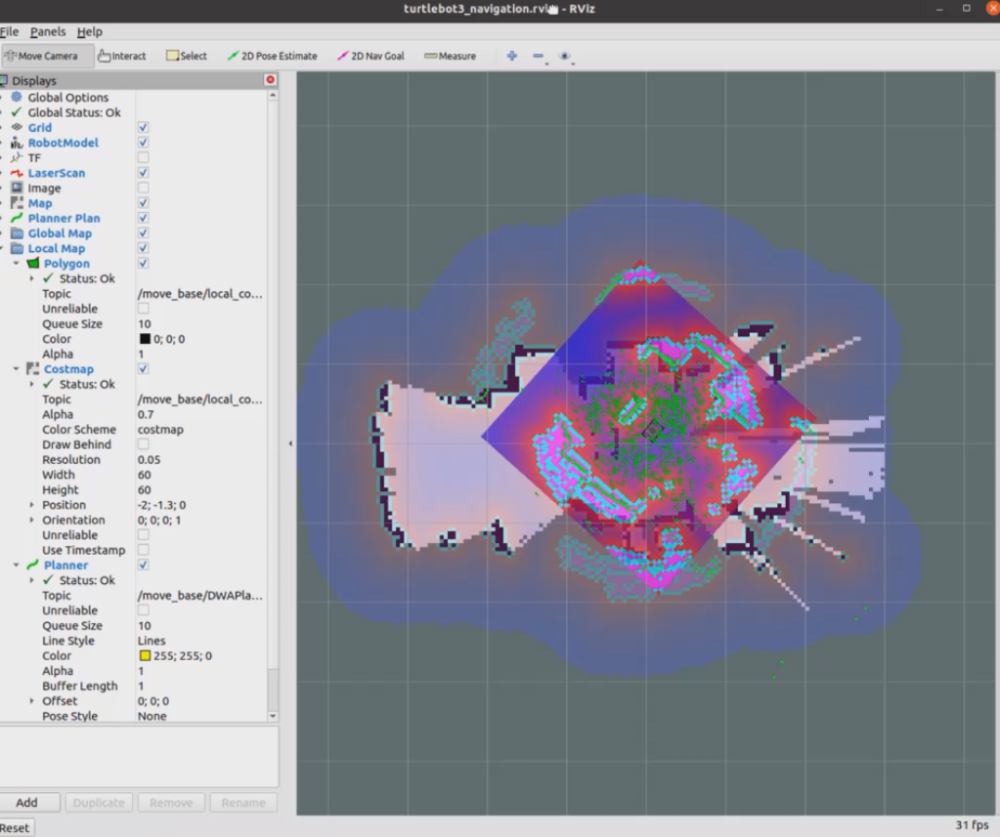 turtlebot3_navigation.rviz - RViz
File Panels Help
Move Camera Interact Select 2D Pose Estimate 2D Nav Goal Measure
Displays
Global Options
Global Status: Ok
Grid
RobotModel
TF
LaserScan
Image
Map
Planner Plan
Global Map
Local Map
Polygon
Status: Ok
Topic /move_base/local_co...
Unreliable
Queue Size 10
Color 0; 0; 0
Alpha 1
Costmap
Status: Ok
Topic /move_base/local_co...
Alpha 0.7
Color Scheme costmap
Draw Behind
Resolution 0.05
Width 60
Height 60
Position -2; -1.3; 0
Orientation 0; 0; 0; 1
Unreliable
Use Timestamp
Planner
Status: Ok
Topic /move_base/DWAPla...
Unreliable
Queue Size 10
Line Style Lines
Color 255; 255; 0
Alpha 1
Buffer Length 1
Offset 0; 0; 0
Pose Style None
Add Duplicate Remove Rename
Reset 31 fps